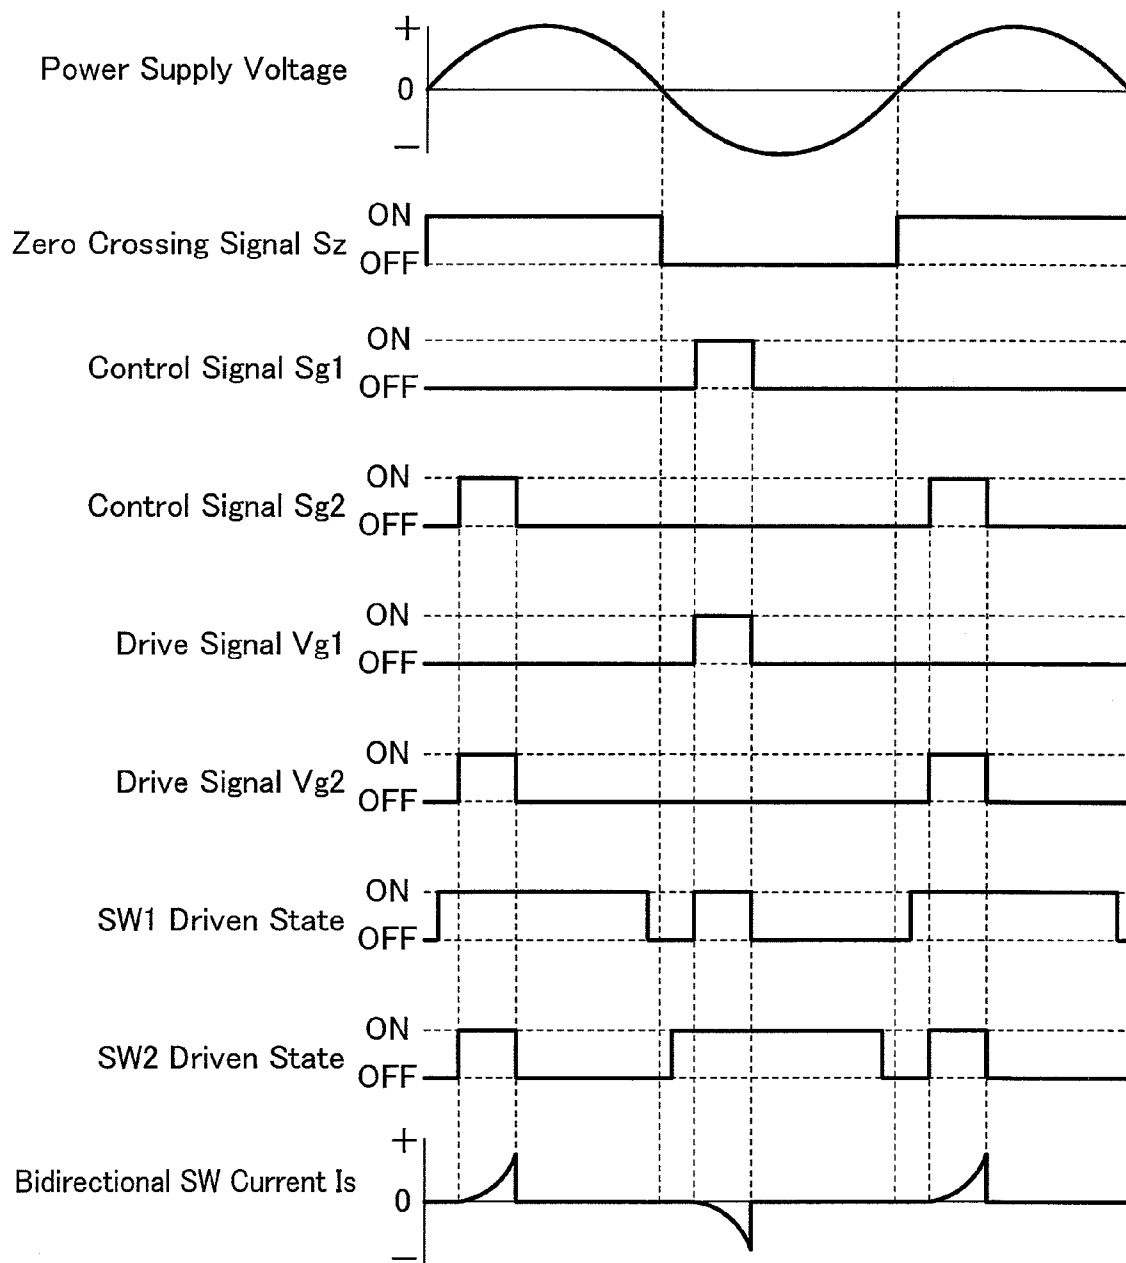 +
Power Supply Voltage
0
−
ON
Zero Crossing Signal Sz
OFF
ON
Control Signal Sg1
OFF
ON
Control Signal Sg2
OFF
ON
Drive Signal Vg1
OFF
ON
Drive Signal Vg2
OFF
ON
SW1 Driven State
OFF
ON
SW2 Driven State
OFF
+
Bidirectional SW Current Is
0
−